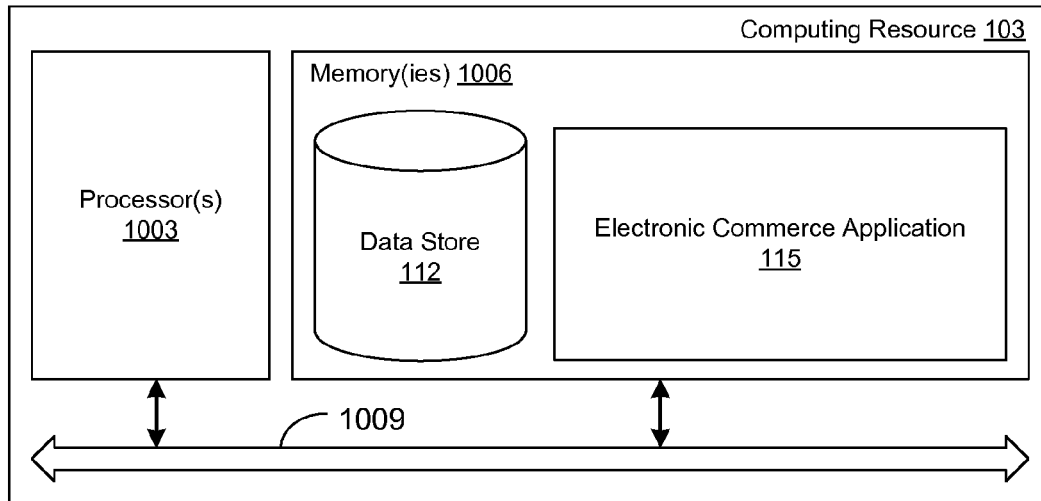 Computing Resource 103
Memory(ies) 1006
Processor(s)
1003
Data Store
112
Electronic Commerce Application
115
1009